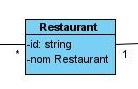 Restaurant
-id: string
-nom Restaurant
* 1